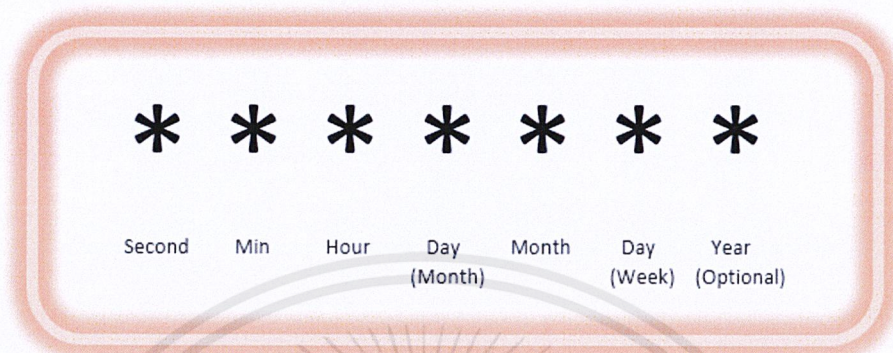 * * * * * * *
Second Min Hour Day Month Day Year
(Month) (Week) (Optional)